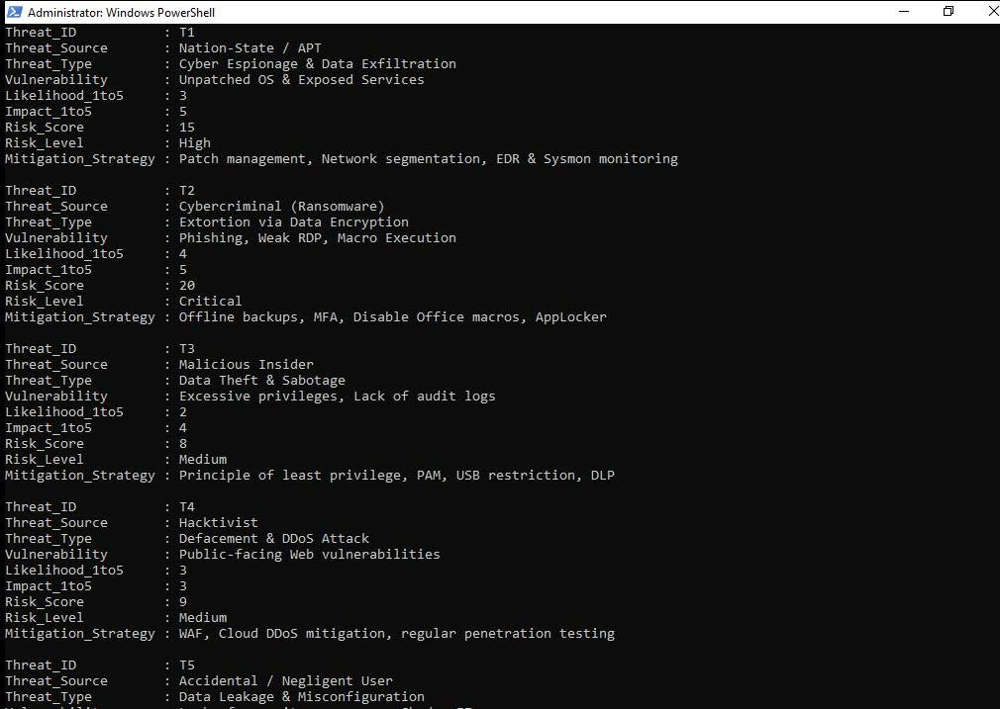 Administrator: Windows PowerShell
Threat_ID : T1
Threat_Source : Nation-State / APT
Threat_Type : Cyber Espionage & Data Exfiltration
Vulnerability : Unpatched OS & Exposed Services
Likelihood_1to5 : 3
Impact_1to5 : 5
Risk_Score : 15
Risk_Level : High
Mitigation_Strategy : Patch management, Network segmentation, EDR & Sysmon monitoring
Threat_ID : T2
Threat_Source : Cybercriminal (Ransomware)
Threat_Type : Extortion via Data Encryption
Vulnerability : Phishing, Weak RDP, Macro Execution
Likelihood_1to5 : 4
Impact_1to5 : 5
Risk_Score : 20
Risk_Level : Critical
Mitigation_Strategy : Offline backups, MFA, Disable Office macros, AppLocker
Threat_ID : T3
Threat_Source : Malicious Insider
Threat_Type : Data Theft & Sabotage
Vulnerability : Excessive privileges, Lack of audit logs
Likelihood_1to5 : 2
Impact_1to5 : 4
Risk_Score : 8
Risk_Level : Medium
Mitigation_Strategy : Principle of least privilege, PAM, USB restriction, DLP
Threat_ID : T4
Threat_Source : Hacktivist
Threat_Type : Defacement & DDoS Attack
Vulnerability : Public-facing Web vulnerabilities
Likelihood_1to5 : 3
Impact_1to5 : 3
Risk_Score : 9
Risk_Level : Medium
Mitigation_Strategy : WAF, Cloud DDoS mitigation, regular penetration testing
Threat_ID : T5
Threat_Source : Accidental / Negligent User
Threat_Type : Data Leakage & Misconfiguration